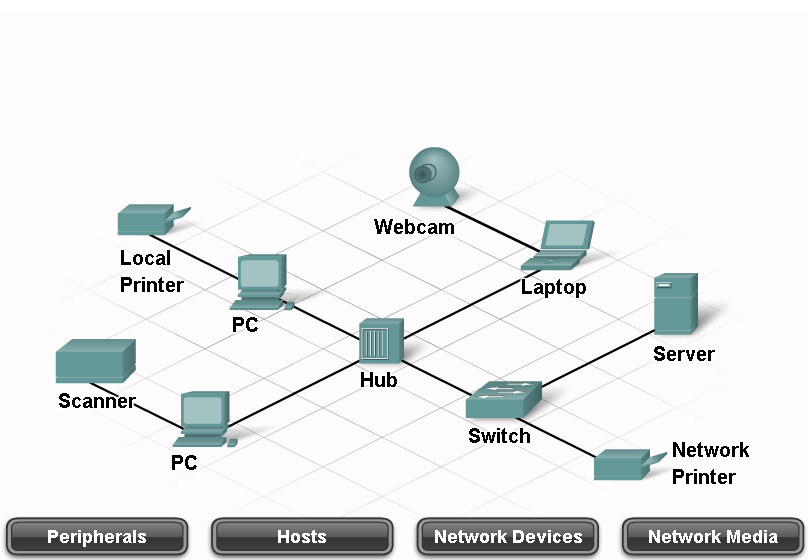 Webcam
Local
Printer
Laptop
PC
Server
Hub
Scanner
Switch
PC
Network
Printer
Peripherals
Hosts
Network Devices
Network Media